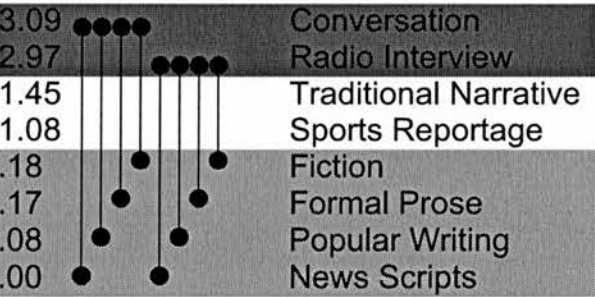 3.09 Conversation
2.97 Radio Interview
1.45 Traditional Narrative
1.08 Sports Reportage
.18 Fiction
.17 Formal Prose
.08 Popular Writing
.00 News Scripts